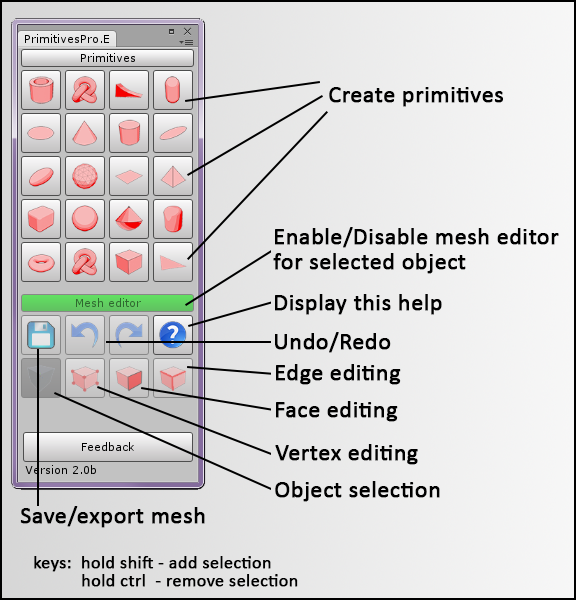 PrimitivesPro.E
Primitives
Create primitives
Enable/Disable mesh editor
for selected object
Mesh editor
Display this help
?
Undo/Redo
Edge editing
Face editing
Feedback
Vertex editing
Version 2.0b
Object selection
Save/export mesh
keys: hold shift - add selection
hold ctrl - remove selection